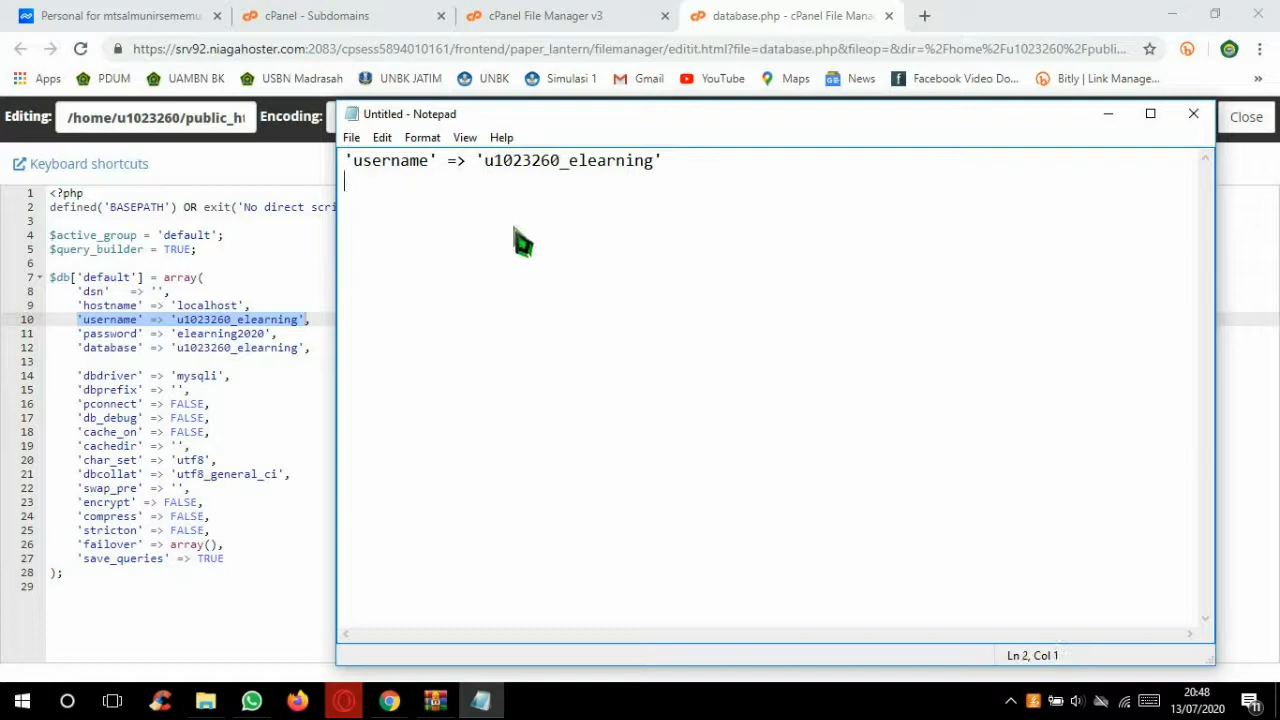 Personal for mtsalmunirsememu
cPanel - Subdomains
cPanel File Manager v3
database.php - cPanel File Mana
https://srv92.niagahoster.com:2083/cpsess5894010161/frontend/paper_lantern/filemanager/editit.html?file=database.php&fileop=&dir=%2Fhome%2Fu1023260%2Fpubli...
Apps PDUM UAMBN BK USBN Madrasah UNBK JATIM UNBK Simulasi 1 Gmail YouTube Maps News Facebook Video Do... Bitly | Link Manage... »
Editing: /home/u1023260/public_ht Encoding: Close
Keyboard shortcuts
Untitled - Notepad
File Edit Format View Help
'username' => 'u1023260_elearning'
1 <?php
2 defined('BASEPATH') OR exit('No direct scri
3
4 $active_group = 'default';
5 $query_builder = TRUE;
6
7 $db['default'] = array(
8 'dsn' => '',
9 'hostname' => 'localhost',
10 'username' => 'u1023260_elearning',
11 'password' => 'elearning2020',
12 'database' => 'u1023260_elearning',
13
14 'dbdriver' => 'mysqli',
15 'dbprefix' => '',
16 'pconnect' => FALSE,
17 'db_debug' => FALSE,
18 'cache_on' => FALSE,
19 'cachedir' => '',
20 'char_set' => 'utf8',
21 'dbcollat' => 'utf8_general_ci',
22 'swap_pre' => '',
23 'encrypt' => FALSE,
24 'compress' => FALSE,
25 'stricton' => FALSE,
26 'failover' => array(),
27 'save_queries' => TRUE
28 );
29
Ln 2, Col 1
20:48
13/07/2020
11